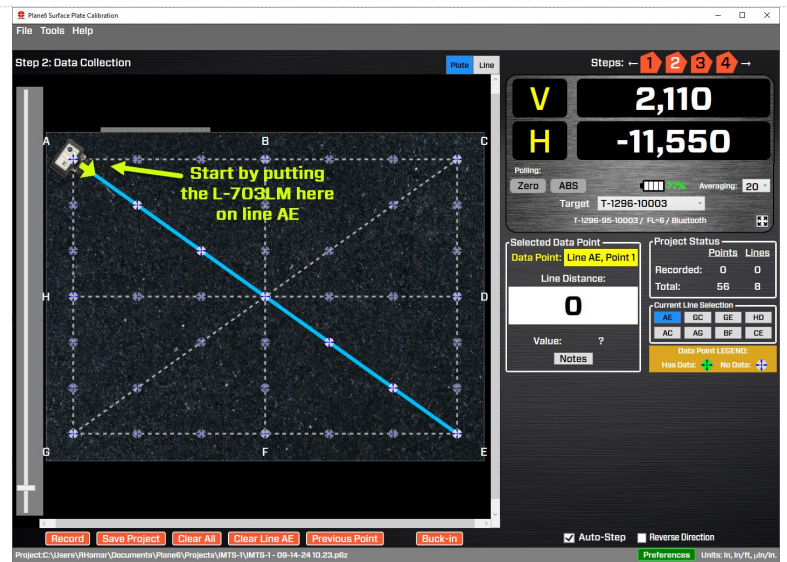 Plane6 Surface Plate Calibration
File Tools Help
Step 2: Data Collection
Plate Line
Steps: ← 1 2 3 4 →
V 2,110
H -11,550
Polling:
Zero ABS ??% Averaging: 20
Target T-1296-10003
T-1296-95-10003 / FL=6 / Bluetooth
A B C
Start by putting
the L-703LM here
on line AE
H D
G F E
Selected Data Point
Data Point: Line AE, Point 1
Line Distance:
0
Value: ?
Notes
Project Status
Points Lines
Recorded: 0 0
Total: 56 8
Current Line Selection
AE GC GE HD
AC AG BF CE
Data Point LEGEND:
Has Data: No Data:
Record Save Project Clear All Clear Line AE Previous Point Buck-in
Auto-Step Reverse Direction
Project:C:\Users\RHamar\Documents\Plane6\Projects\IMTS-1\IMTS-1 - 09-14-24 10.23.p6z
Preferences Units: in, in/ft, µin/in.